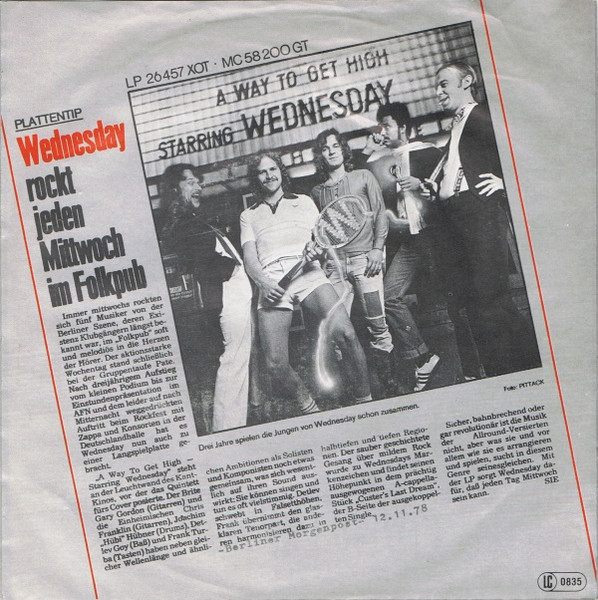 LP 26457 XOT · MC 58 200 GT
PLATTENTIP
Wednesday
rockt
jeden
Mittwoch
im Folkpub
A WAY TO GET HIGH
STARRING WEDNESDAY
Immer mittwochs rockten
sich fünf Musiker von der
Berliner Szene, deren Exi-
stenz Klubgängern längst be-
kannt war, im „Folkpub" soft
und melodiös in die Herzen
der Hörer. Der aktionsstarke
Wochentag stand schließlich
bei der Gruppentaufe Pate.
Nach dreijährigem Aufstieg
vom kleinen Podium bis zur
Einstundenpräsentation im
AFN und dem leider auf nach
Mitternacht weggedrückten
Auftritt beim Rockfest mit
Zappa und Konsorten in der
Deutschlandhalle hat es
Wednesday nun auch zu
einer Langspielplatte ge-
bracht.
„A Way To Get High –
Starring Wednesday" steht
an der Leuchtwand des Kant-
Kinos, vor der das Quintett
fürs Cover posierte. Der Brite
Gary Gordon (Gitarren) und
die Einheimischen Chris
Franklin (Gitarren), Jochim
„Hübi" Hübner (Drums), Det-
lev Goy (Baß) und Frank Tur-
ba (Tasten) haben neben glei-
cher Wellenlänge und ähnli-
Foto: PITTACK
Drei Jahre spielen die Jungen von Wednesday schon zusammen.
chen Ambitionen als Solisten
und Komponisten noch etwas
gemeinsam, was sich wesent-
lich auf ihren Sound aus-
wirkt: Sie können singen und
tun es oft vielstimmig. Detlev
schwebt in Falsetthöhen,
Frank übernimmt den glas-
klaren Tenorpart, die ande-
ren harmonisieren dazu in
halbtiefen und tiefen Regio-
nen. Der sauber geschichtete
Gesang über mildem Rock
wurde zu Wednesdays Mar-
kenzeichen und findet seinen
Höhepunkt in dem prächtig
ausgewogenen A-cappella-
Stück „Custer's Last Dream",
der B-Seite der ausgekoppel-
ten Single.
Sicher, bahnbrechend oder
gar revolutionär ist die Musik
der Allround-Versierten
nicht, aber was sie und vor
allem wie sie es arrangieren
und spielen, sucht in diesem
Genre seinesgleichen. Mit
der LP sorgt Wednesday da-
für, daß jeden Tag Mittwoch
sein kann. SIE
-Berliner Morgenpost- 12.11.78
LC 0835